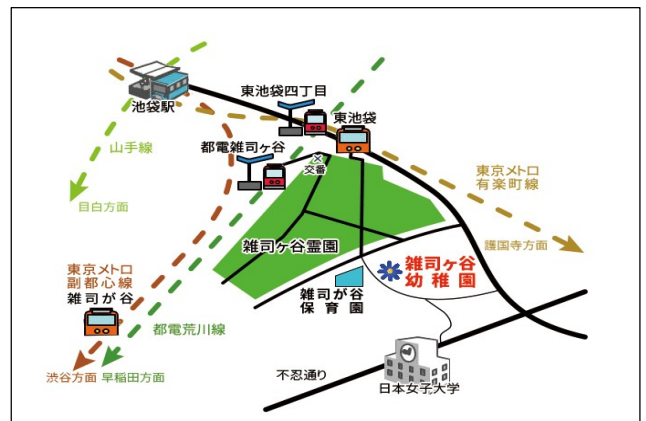 東池袋四丁目
池袋駅
東池袋
山手線
都電雑司ヶ谷
交番
東京メトロ
有楽町線
目白方面
雑司ヶ谷霊園
護国寺方面
東京メトロ
副都心線
雑司が谷
雑司ヶ谷
幼稚園
雑司が谷
保育園
都電荒川線
渋谷方面
早稲田方面
不忍通り
日本女子大学